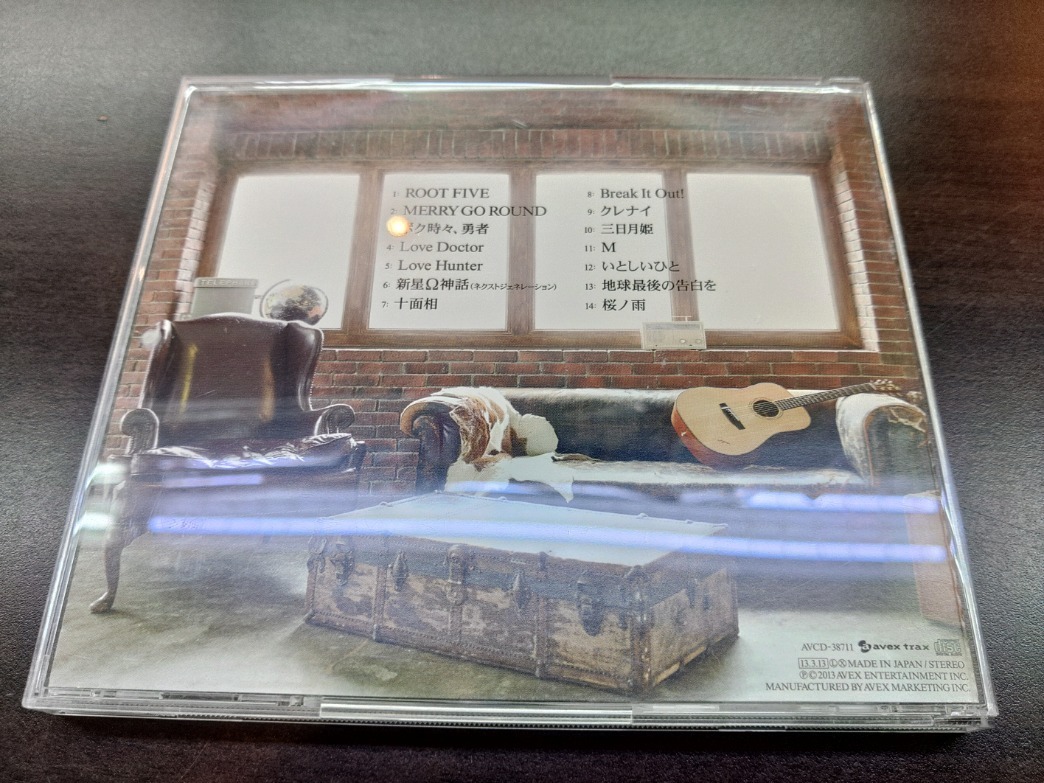 1: ROOT FIVE
2: MERRY GO ROUND
ボク時々、勇者
4: Love Doctor
5: Love Hunter
6: 新星Ω神話(ネクストジェネレーション)
7: 十面相
8: Break It Out!
9: クレナイ
10: 三日月姫
11: M
12: いとしいひと
13: 地球最後の告白を
14: 桜ノ雨
AVCD-38711 avex trax
13.3.13 Ⓛ Ⓧ MADE IN JAPAN / STEREO
Ⓟ © 2013 AVEX ENTERTAINMENT INC.
MANUFACTURED BY AVEX MARKETING INC.